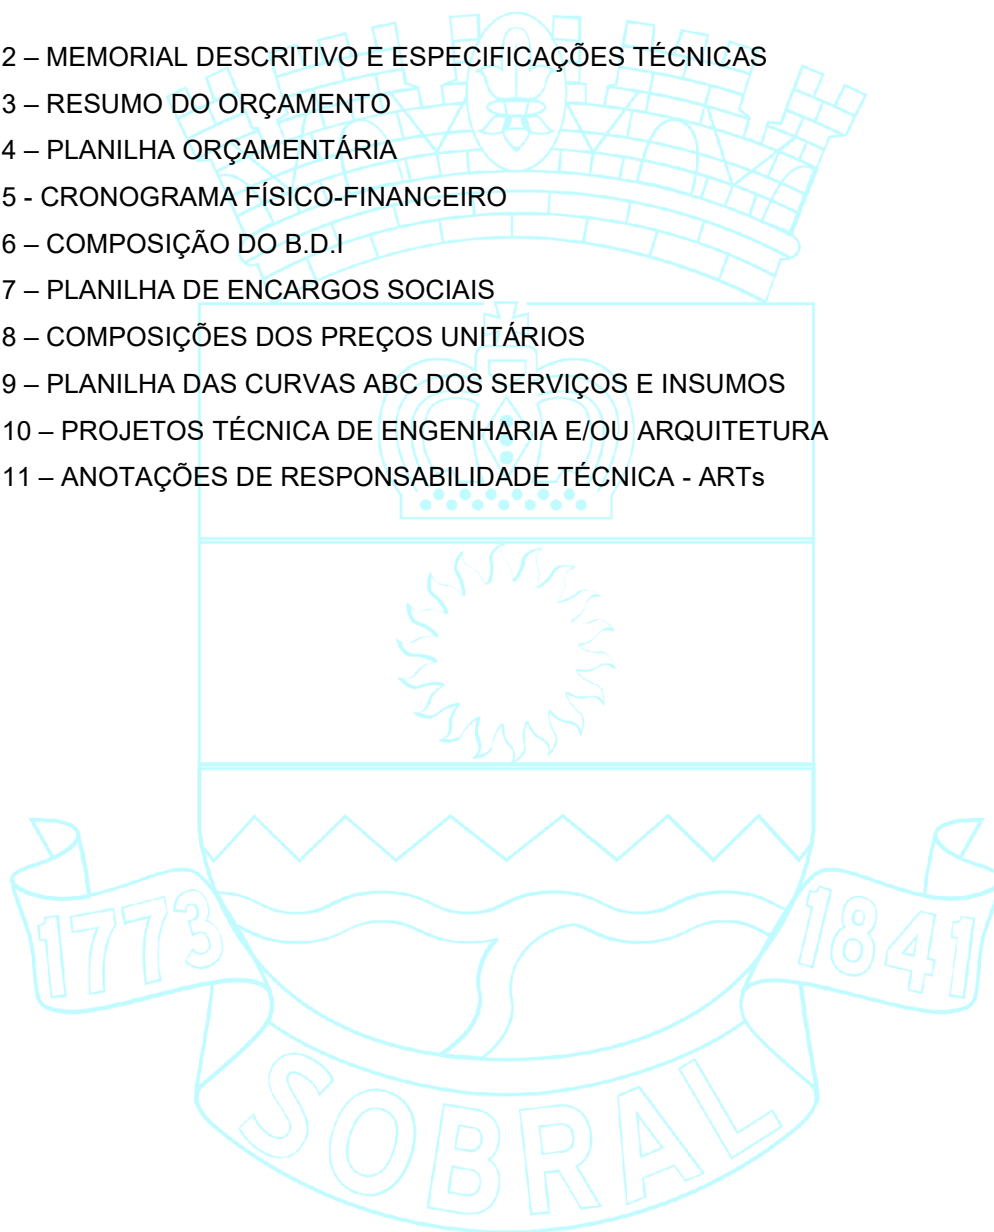 2 – MEMORIAL DESCRITIVO E ESPECIFICAÇÕES TÉCNICAS
3 – RESUMO DO ORÇAMENTO
4 – PLANILHA ORÇAMENTÁRIA
5 - CRONOGRAMA FÍSICO-FINANCEIRO
6 – COMPOSIÇÃO DO B.D.I
7 – PLANILHA DE ENCARGOS SOCIAIS
8 – COMPOSIÇÕES DOS PREÇOS UNITÁRIOS
9 – PLANILHA DAS CURVAS ABC DOS SERVIÇOS E INSUMOS
10 – PROJETOS TÉCNICA DE ENGENHARIA E/OU ARQUITETURA
11 – ANOTAÇÕES DE RESPONSABILIDADE TÉCNICA - ARTs
1773
1841
SOBRAL